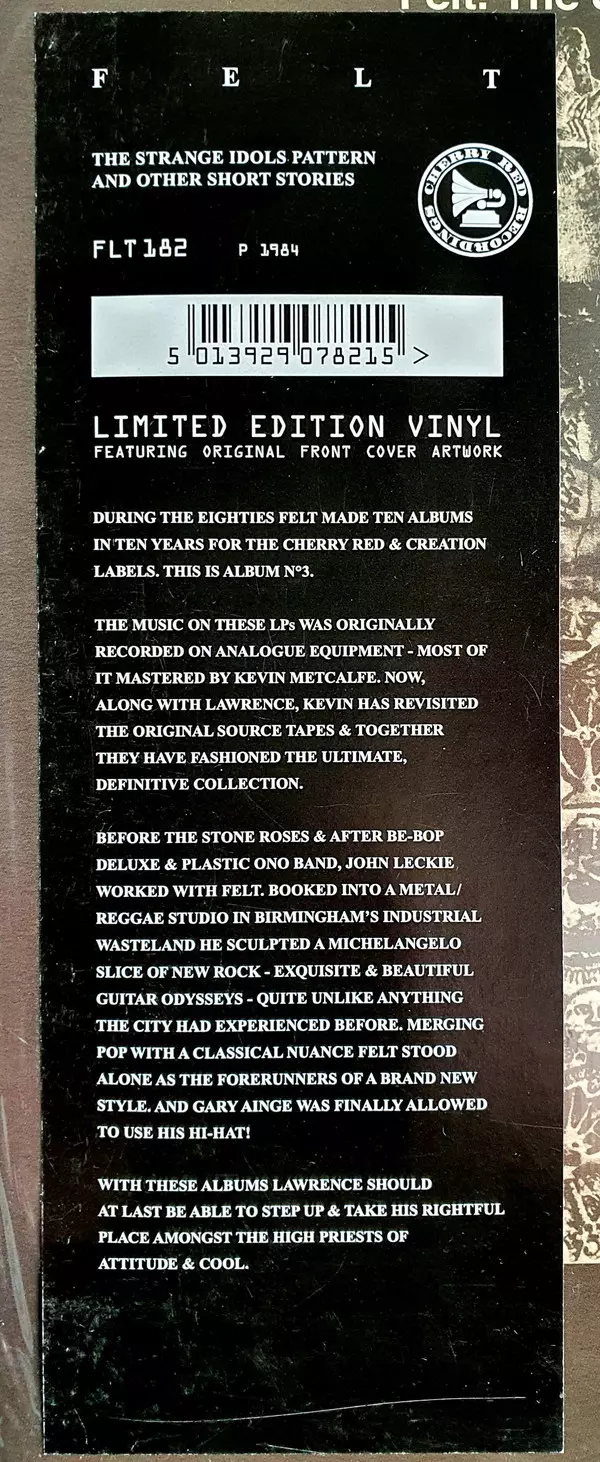 Felt: The
F E L T
THE STRANGE IDOLS PATTERN
AND OTHER SHORT STORIES
CHERRY RED RECORDINGS
FLT182 P 1984
5 013929 078215 >
LIMITED EDITION VINYL
FEATURING ORIGINAL FRONT COVER ARTWORK
DURING THE EIGHTIES FELT MADE TEN ALBUMS
IN TEN YEARS FOR THE CHERRY RED & CREATION
LABELS. THIS IS ALBUM Nº3.
THE MUSIC ON THESE LPs WAS ORIGINALLY
RECORDED ON ANALOGUE EQUIPMENT - MOST OF
IT MASTERED BY KEVIN METCALFE. NOW,
ALONG WITH LAWRENCE, KEVIN HAS REVISITED
THE ORIGINAL SOURCE TAPES & TOGETHER
THEY HAVE FASHIONED THE ULTIMATE,
DEFINITIVE COLLECTION.
BEFORE THE STONE ROSES & AFTER BE-BOP
DELUXE & PLASTIC ONO BAND, JOHN LECKIE
WORKED WITH FELT. BOOKED INTO A METAL/
REGGAE STUDIO IN BIRMINGHAM'S INDUSTRIAL
WASTELAND HE SCULPTED A MICHELANGELO
SLICE OF NEW ROCK - EXQUISITE & BEAUTIFUL
GUITAR ODYSSEYS - QUITE UNLIKE ANYTHING
THE CITY HAD EXPERIENCED BEFORE. MERGING
POP WITH A CLASSICAL NUANCE FELT STOOD
ALONE AS THE FORERUNNERS OF A BRAND NEW
STYLE. AND GARY AINGE WAS FINALLY ALLOWED
TO USE HIS HI-HAT!
WITH THESE ALBUMS LAWRENCE SHOULD
AT LAST BE ABLE TO STEP UP & TAKE HIS RIGHTFUL
PLACE AMONGST THE HIGH PRIESTS OF
ATTITUDE & COOL.